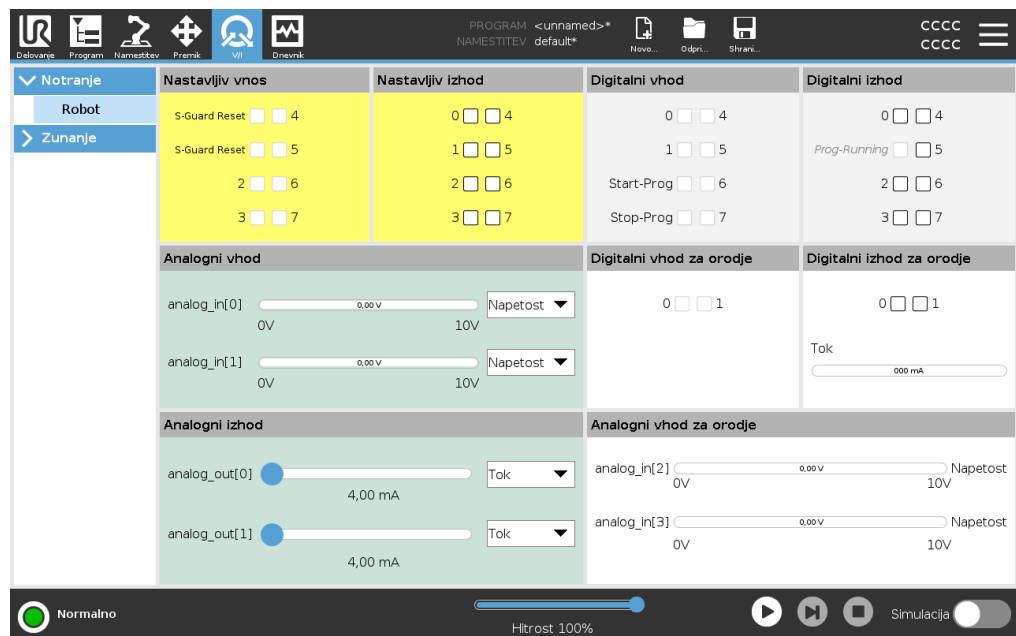 PROGRAM <unnamed>*
NAMESTITEV default*
CCCC
CCCC
Delovanje Program Namestitev Premik V/I Dnevnik Novo... Odpri... Shrani...
Notranje
Robot
Zunanje
Nastavljiv vnos
S-Guard Reset 4
S-Guard Reset 5
2 6
3 7
Nastavljiv izhod
0 4
1 5
2 6
3 7
Digitalni vhod
0 4
1 5
Start-Prog 6
Stop-Prog 7
Digitalni izhod
0 4
Prog-Running 5
2 6
3 7
Analogni vhod
analog_in[0] 0,00 V Napetost
0V 10V
analog_in[1] 0,00 V Napetost
0V 10V
Digitalni vhod za orodje
0 1
Digitalni izhod za orodje
0 1
Tok
000 mA
Analogni izhod
analog_out[0] Tok
4,00 mA
analog_out[1] Tok
4,00 mA
Analogni vhod za orodje
analog_in[2] 0,00 V Napetost
0V 10V
analog_in[3] 0,00 V Napetost
0V 10V
Normalno
Hitrost 100%
Simulacija